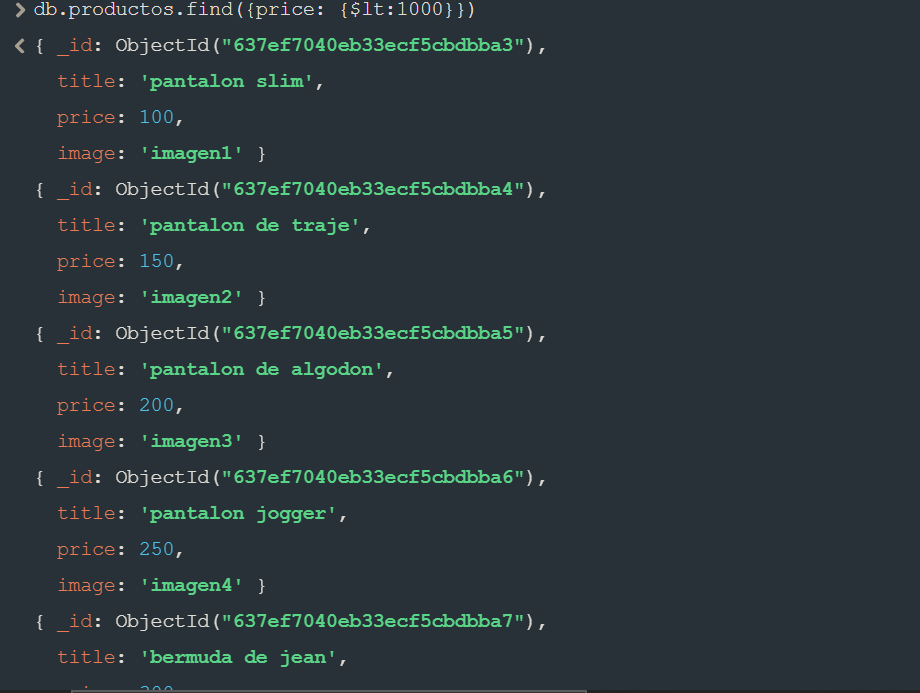 db.productos.find({price: {$lt:1000}})
{ _id: ObjectId("637ef7040eb33ecf5cbdbba3"),
title: 'pantalon slim',
price: 100,
image: 'imagen1' }
{ _id: ObjectId("637ef7040eb33ecf5cbdbba4"),
title: 'pantalon de traje',
price: 150,
image: 'imagen2' }
{ _id: ObjectId("637ef7040eb33ecf5cbdbba5"),
title: 'pantalon de algodon',
price: 200,
image: 'imagen3' }
{ _id: ObjectId("637ef7040eb33ecf5cbdbba6"),
title: 'pantalon jogger',
price: 250,
image: 'imagen4' }
{ _id: ObjectId("637ef7040eb33ecf5cbdbba7"),
title: 'bermuda de jean',